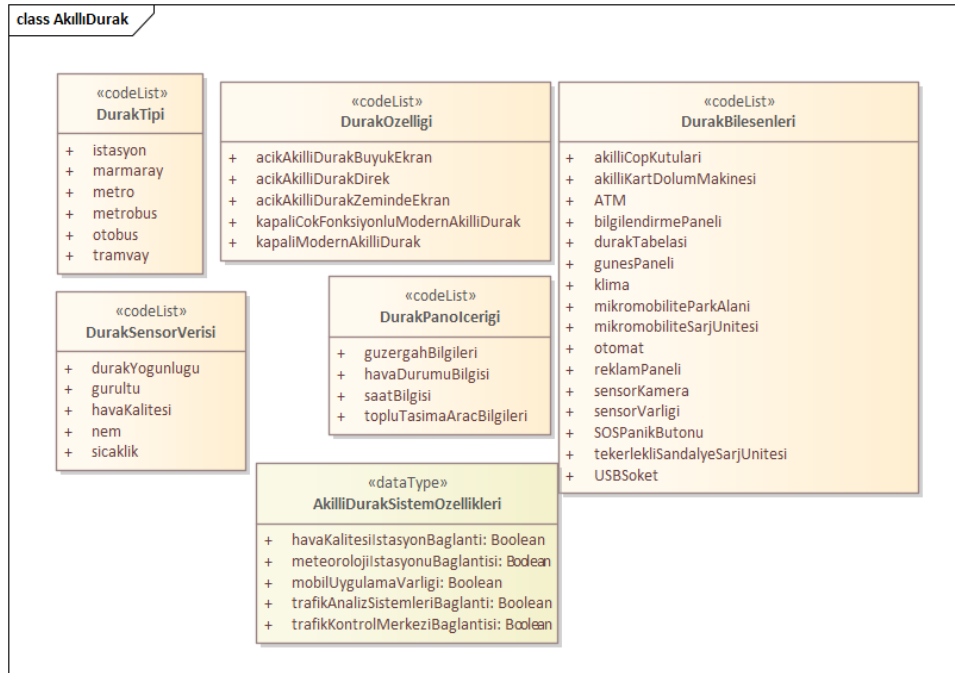 class AkıllıDurak
«codeList»
DurakTipi
+ istasyon
+ marmaray
+ metro
+ metrobus
+ otobus
+ tramvay
«codeList»
DurakOzelligi
+ acikAkilliDurakBuyukEkran
+ acikAkilliDurakDirek
+ acikAkilliDurakZemindeEkran
+ kapaliCokFonksiyonluModernAkilliDurak
+ kapaliModernAkilliDurak
«codeList»
DurakBilesenleri
+ akilliCopKutulari
+ akilliKartDolumMakinesi
+ ATM
+ bilgilendirmePaneli
+ durakTabelasi
+ gunesPaneli
+ klima
+ mikromobiliteParkAlani
+ mikromobiliteSarjUnitesi
+ otomat
+ reklamPaneli
+ sensorKamera
+ sensorVarligi
+ SOSPanikButonu
+ tekerlekliSandalyeSarjUnitesi
+ USBSoket
«codeList»
DurakSensorVerisi
+ durakYogunlugu
+ gurultu
+ havaKalitesi
+ nem
+ sicaklik
«codeList»
DurakPanoIcerigi
+ guzergahBilgileri
+ havaDurumuBilgisi
+ saatBilgisi
+ topluTasimaAracBilgileri
«dataType»
AkilliDurakSistemOzellikleri
+ havaKalitesiIstasyonBaglanti: Boolean
+ meteorolojiIstasyonuBaglantisi: Boolean
+ mobilUygulamaVarligi: Boolean
+ trafikAnalizSistemleriBaglanti: Boolean
+ trafikKontrolMerkeziBaglantisi: Boolean